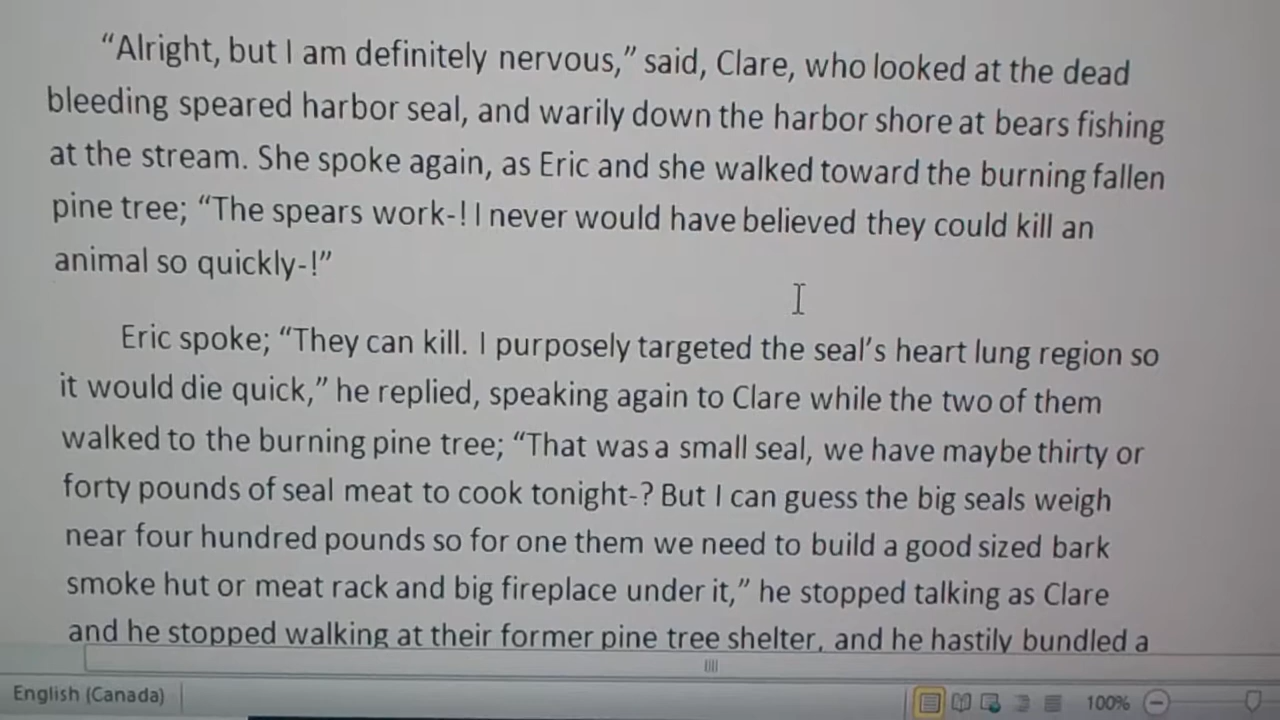 “Alright, but I am definitely nervous,” said, Clare, who looked at the dead
bleeding speared harbor seal, and warily down the harbor shore at bears fishing
at the stream. She spoke again, as Eric and she walked toward the burning fallen
pine tree; “The spears work-! I never would have believed they could kill an
animal so quickly-!”
Eric spoke; “They can kill. I purposely targeted the seal’s heart lung region so
it would die quick,” he replied, speaking again to Clare while the two of them
walked to the burning pine tree; “That was a small seal, we have maybe thirty or
forty pounds of seal meat to cook tonight-? But I can guess the big seals weigh
near four hundred pounds so for one them we need to build a good sized bark
smoke hut or meat rack and big fireplace under it,” he stopped talking as Clare
and he stopped walking at their former pine tree shelter, and he hastily bundled a
English (Canada)
100%